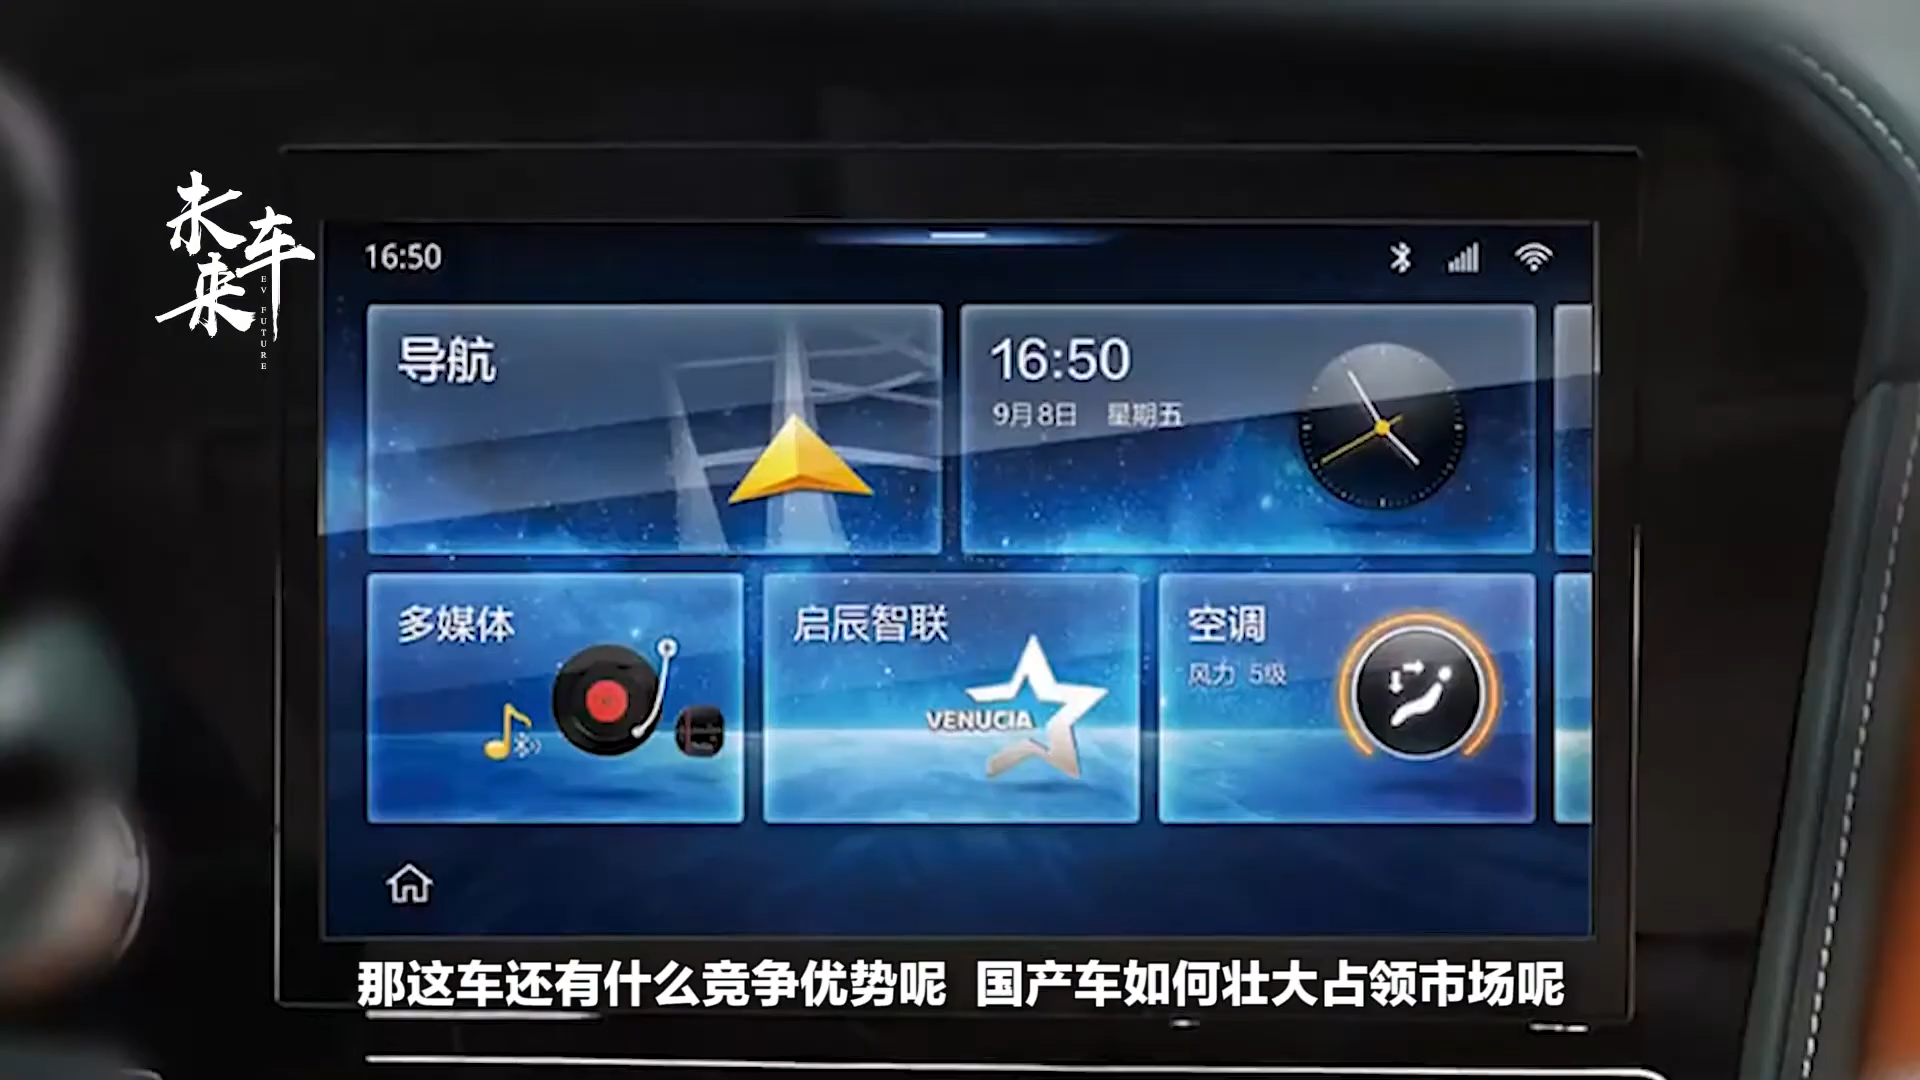 未来车
EV FUTURE
16:50
导航
16:50
9月8日 星期五
多媒体
启辰智联
VENUCIA
空调
风力 5级
那这车还有什么竞争优势呢 国产车如何壮大占领市场呢